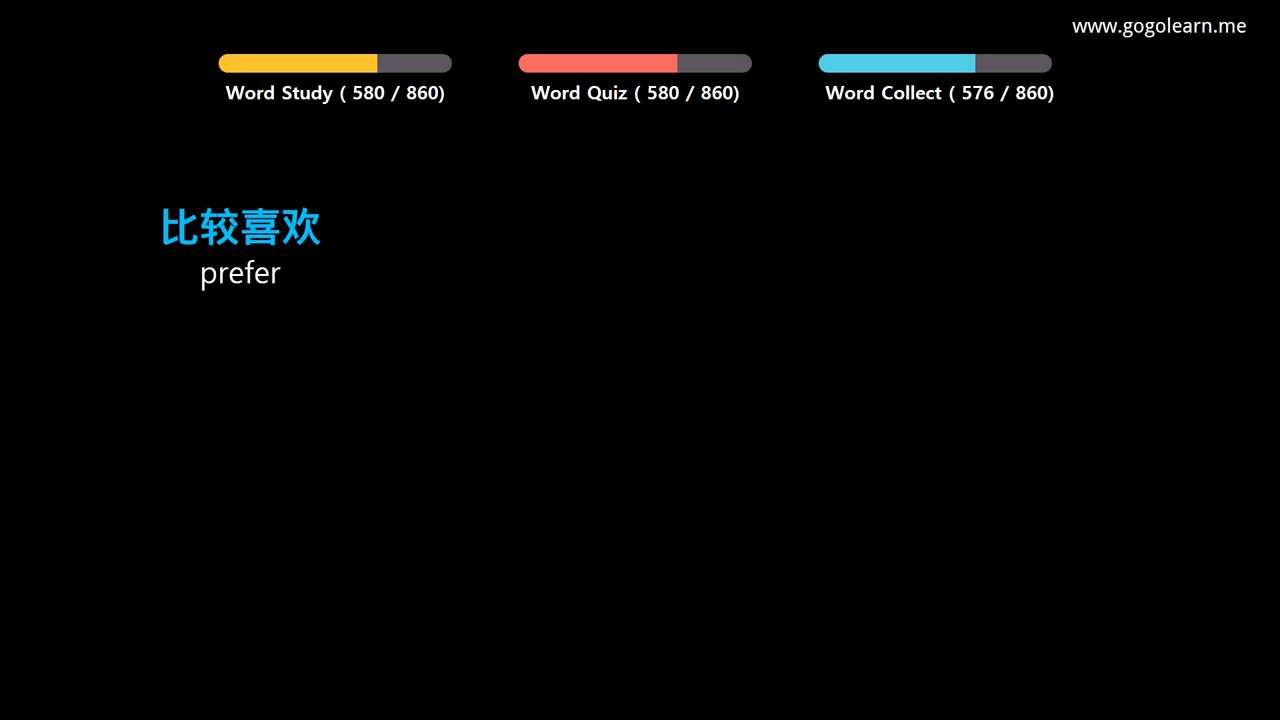 www.gogolearn.me
Word Study ( 580 / 860)
Word Quiz ( 580 / 860)
Word Collect ( 576 / 860)
比较喜欢
prefer